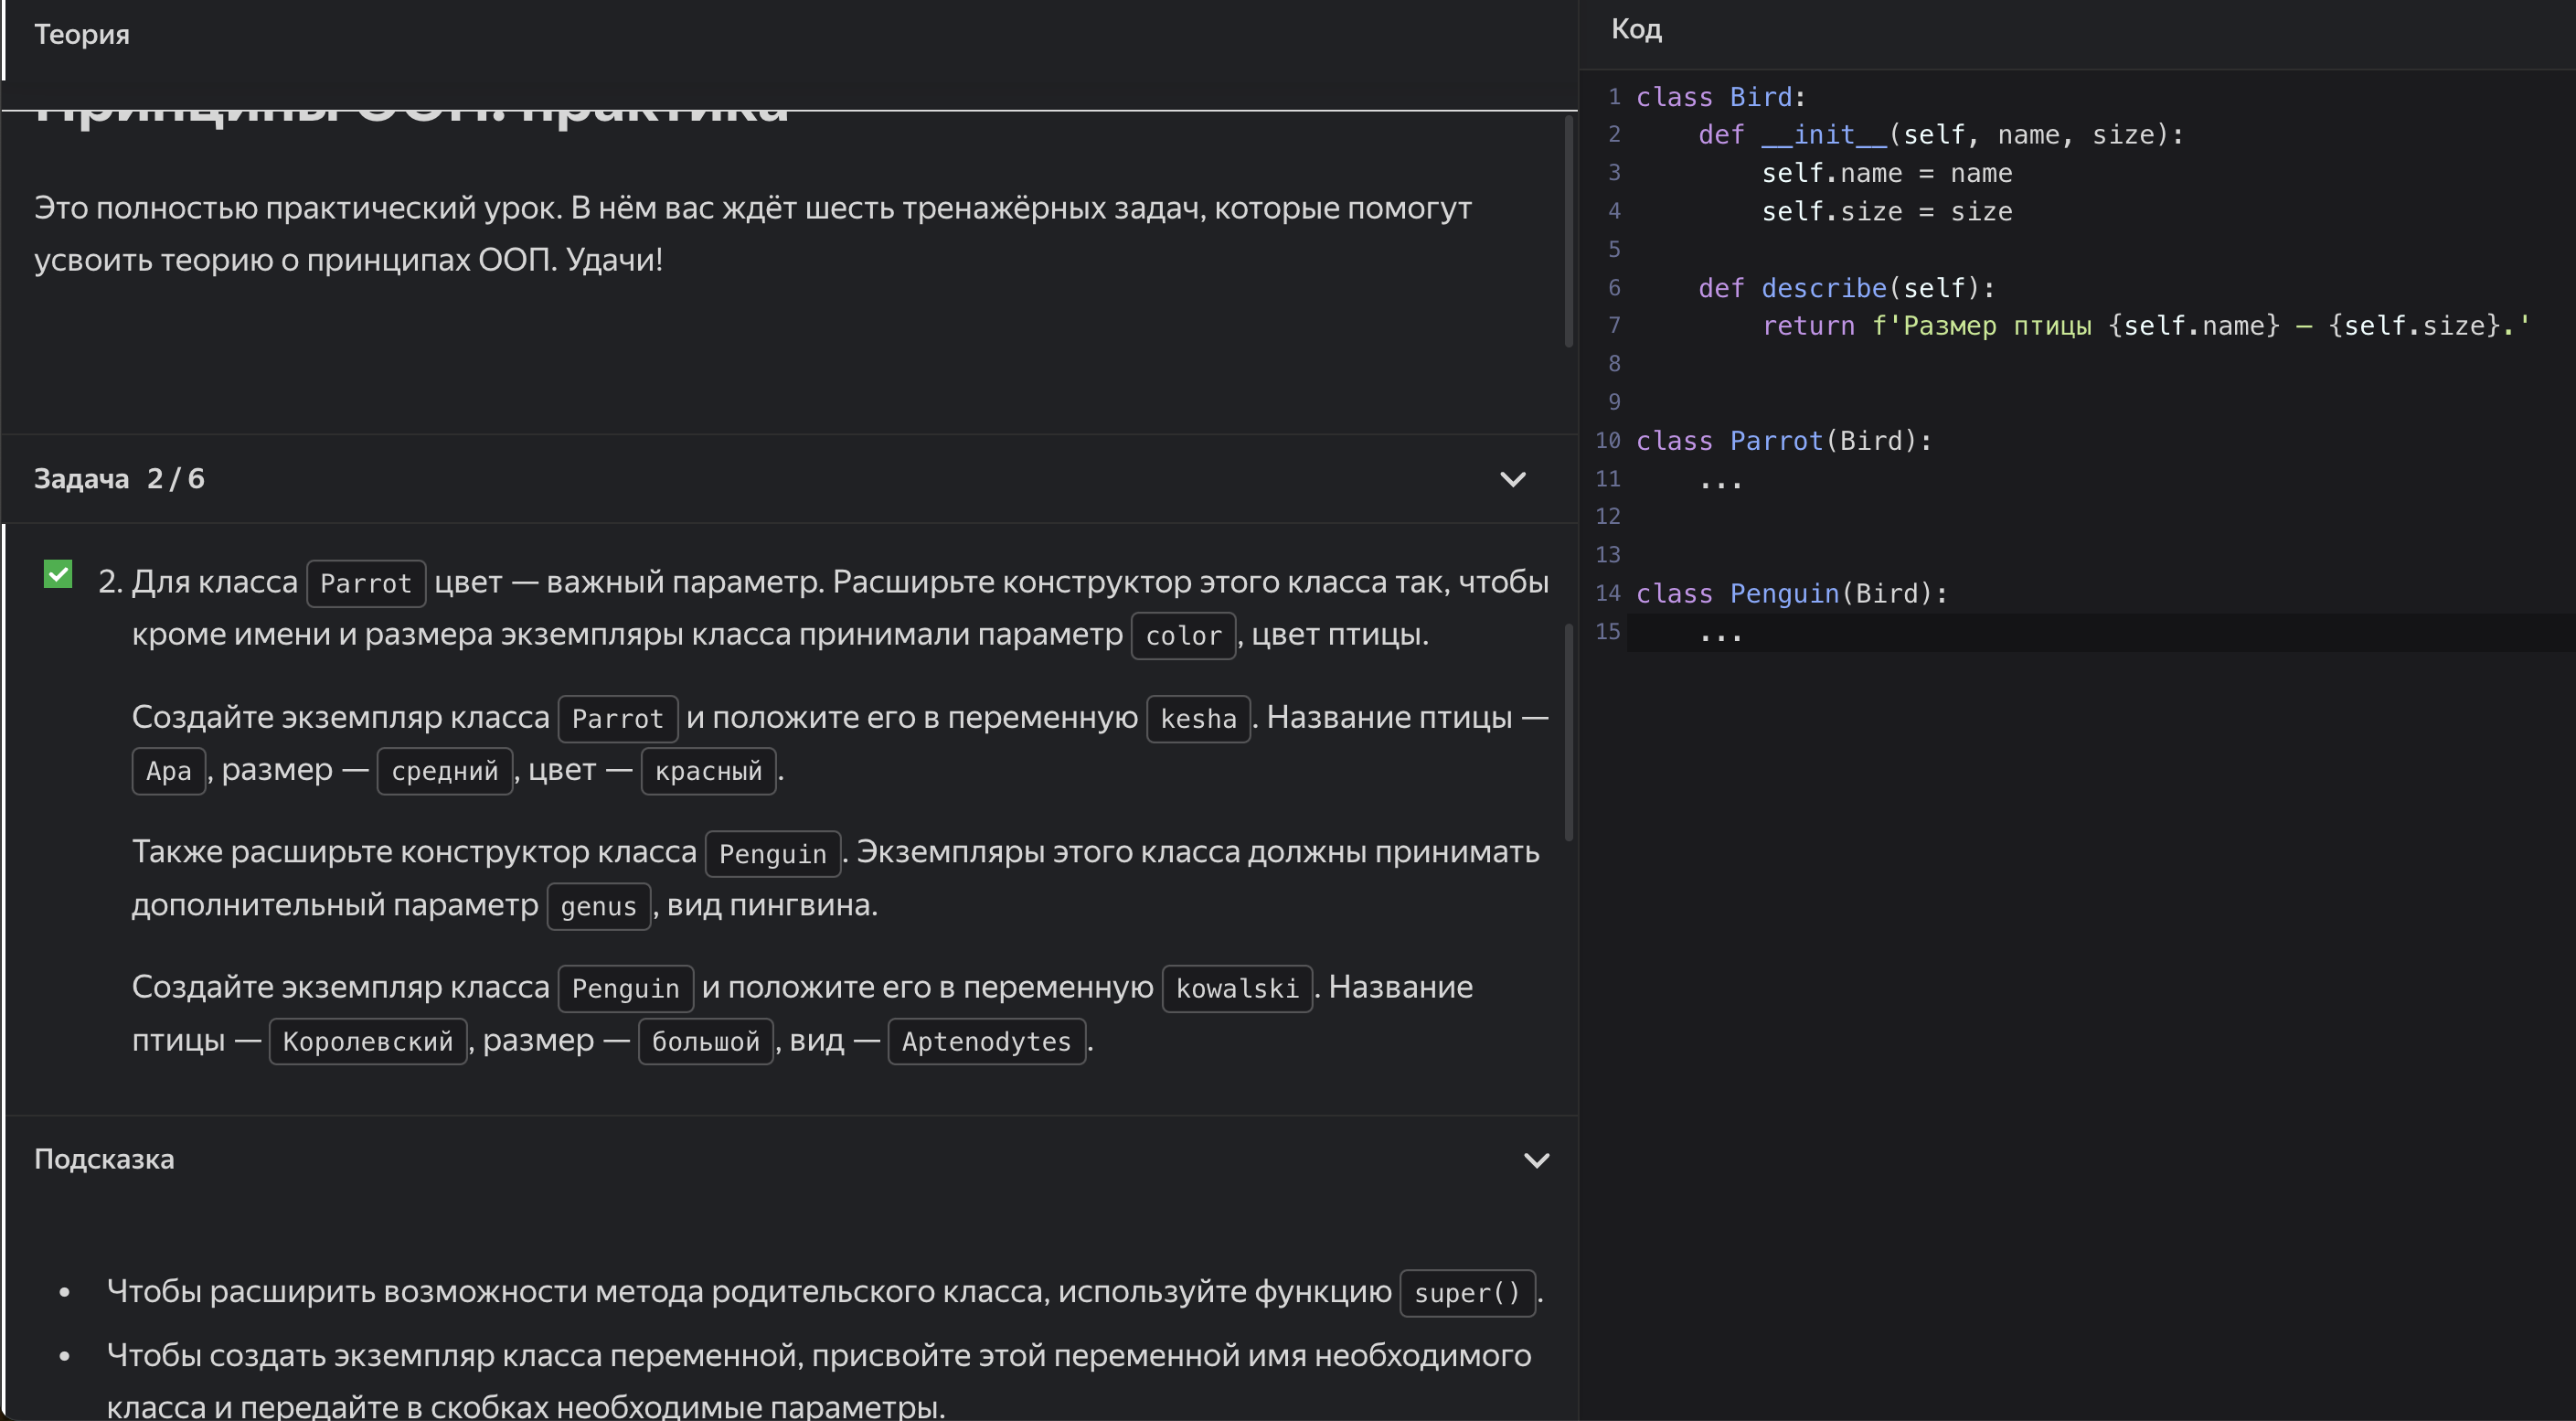 Теория
Принципы ООП: практика
Это полностью практический урок. В нём вас ждёт шесть тренажёрных задач, которые помогут
усвоить теорию о принципах ООП. Удачи!
Задача 2 / 6
2. Для класса Parrot цвет — важный параметр. Расширьте конструктор этого класса так, чтобы
кроме имени и размера экземпляры класса принимали параметр color, цвет птицы.
Создайте экземпляр класса Parrot и положите его в переменную kesha. Название птицы —
Ара, размер — средний, цвет — красный.
Также расширьте конструктор класса Penguin. Экземпляры этого класса должны принимать
дополнительный параметр genus, вид пингвина.
Создайте экземпляр класса Penguin и положите его в переменную kowalski. Название
птицы — Королевский, размер — большой, вид — Aptenodytes.
Подсказка
• Чтобы расширить возможности метода родительского класса, используйте функцию super().
• Чтобы создать экземпляр класса переменной, присвойте этой переменной имя необходимого
класса и передайте в скобках необходимые параметры.
Код
1 class Bird:
2     def __init__(self, name, size):
3         self.name = name
4         self.size = size
5
6     def describe(self):
7         return f'Размер птицы {self.name} — {self.size}.'
8
9
10 class Parrot(Bird):
11     ...
12
13
14 class Penguin(Bird):
15     ...